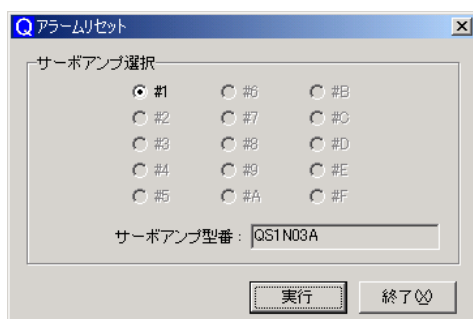 Q アラームリセット
サーボアンプ選択
#1 #6 #B
#2 #7 #C
#3 #8 #D
#4 #9 #E
#5 #A #F
サーボアンプ型番 : QS1N03A
実行 終了(X)